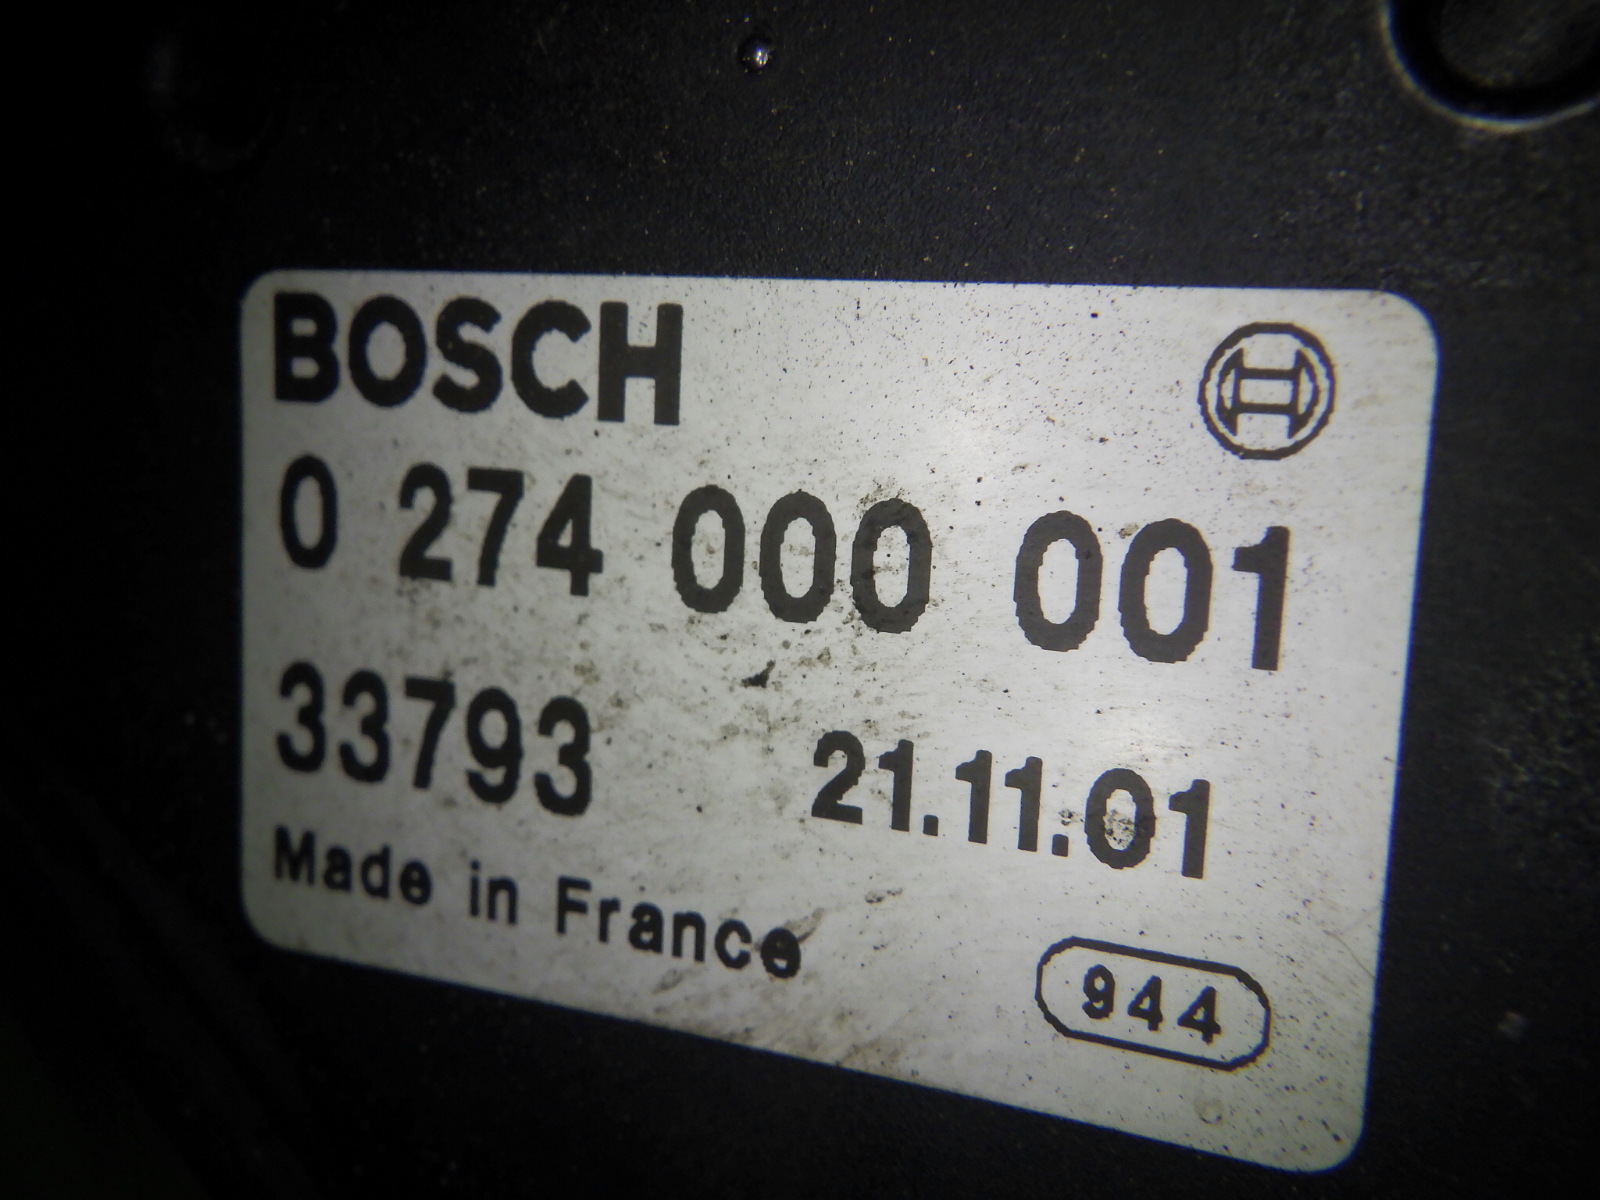 BOSCH
0 274 000 001
33793 21.11.01
Made in France
944